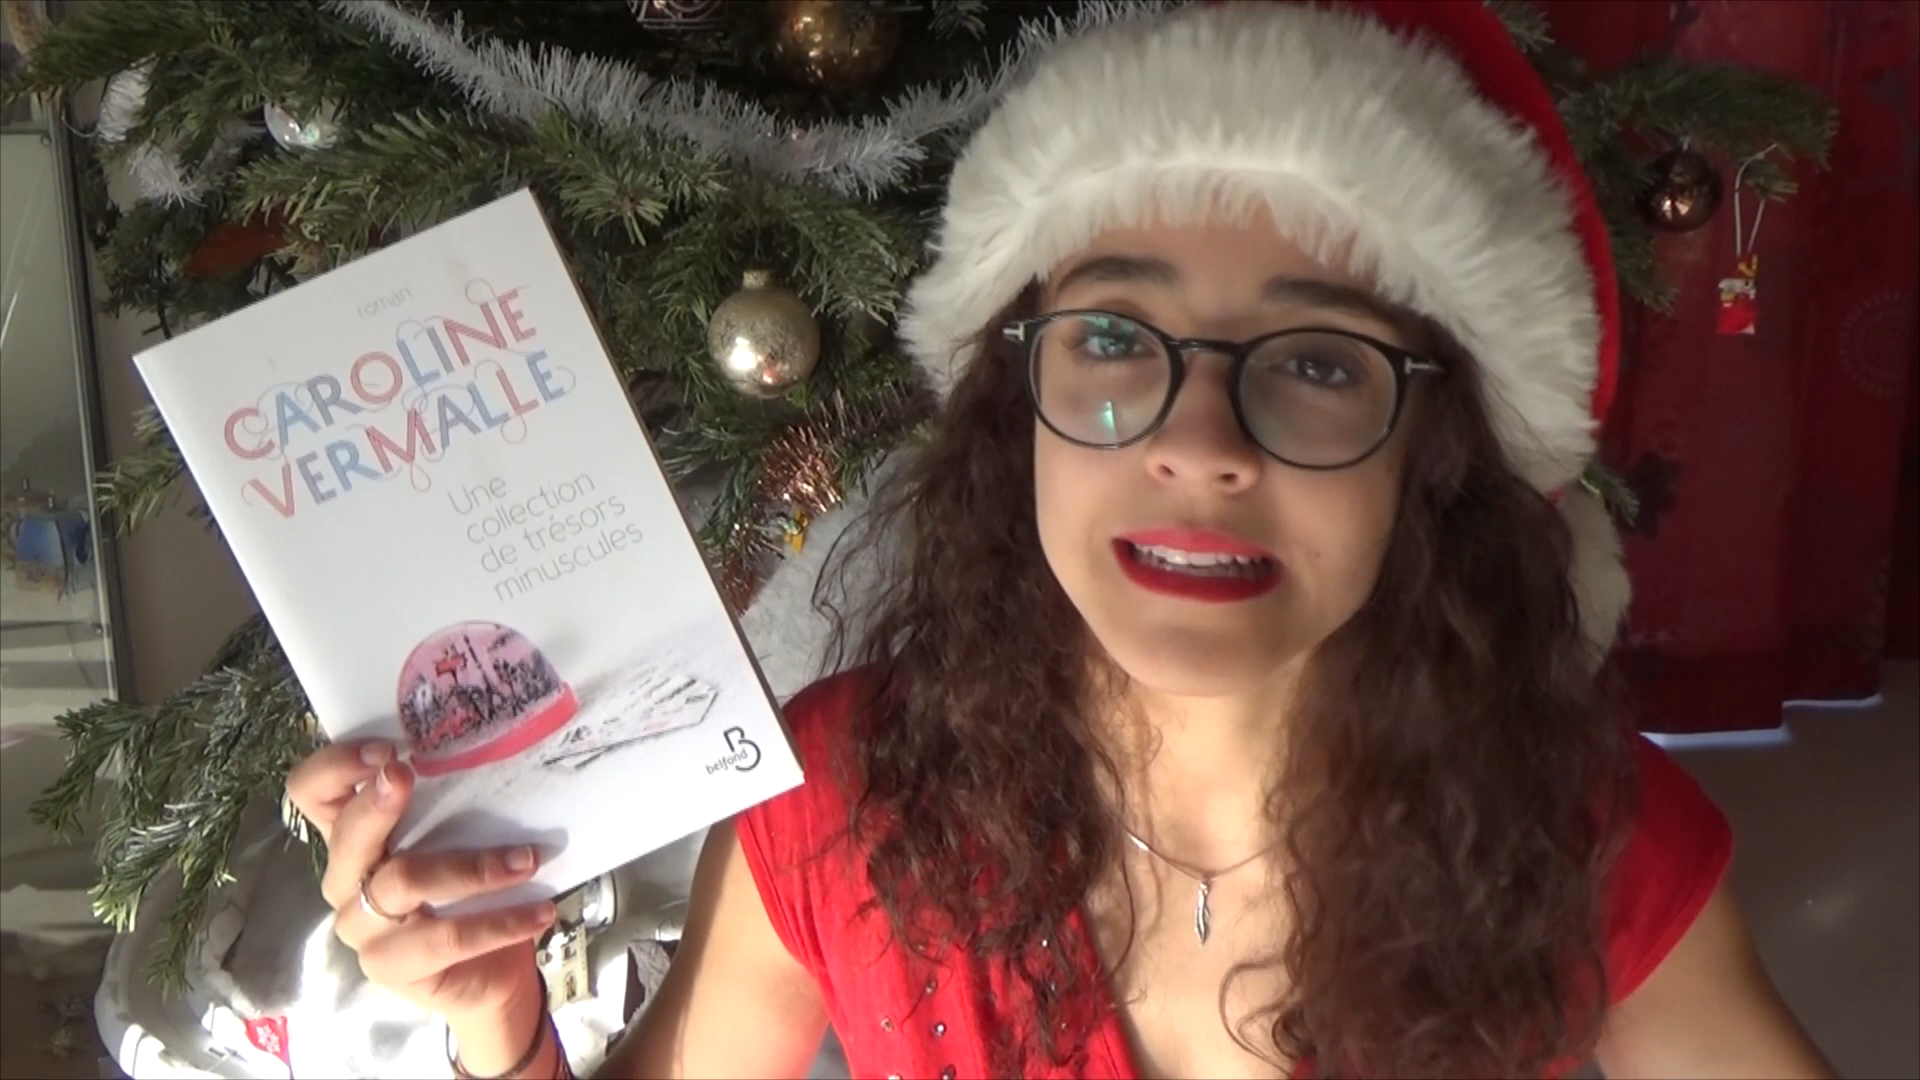 roman
CAROLINE
VERMALLE
Une
collection
de trésors
minuscules
belfond